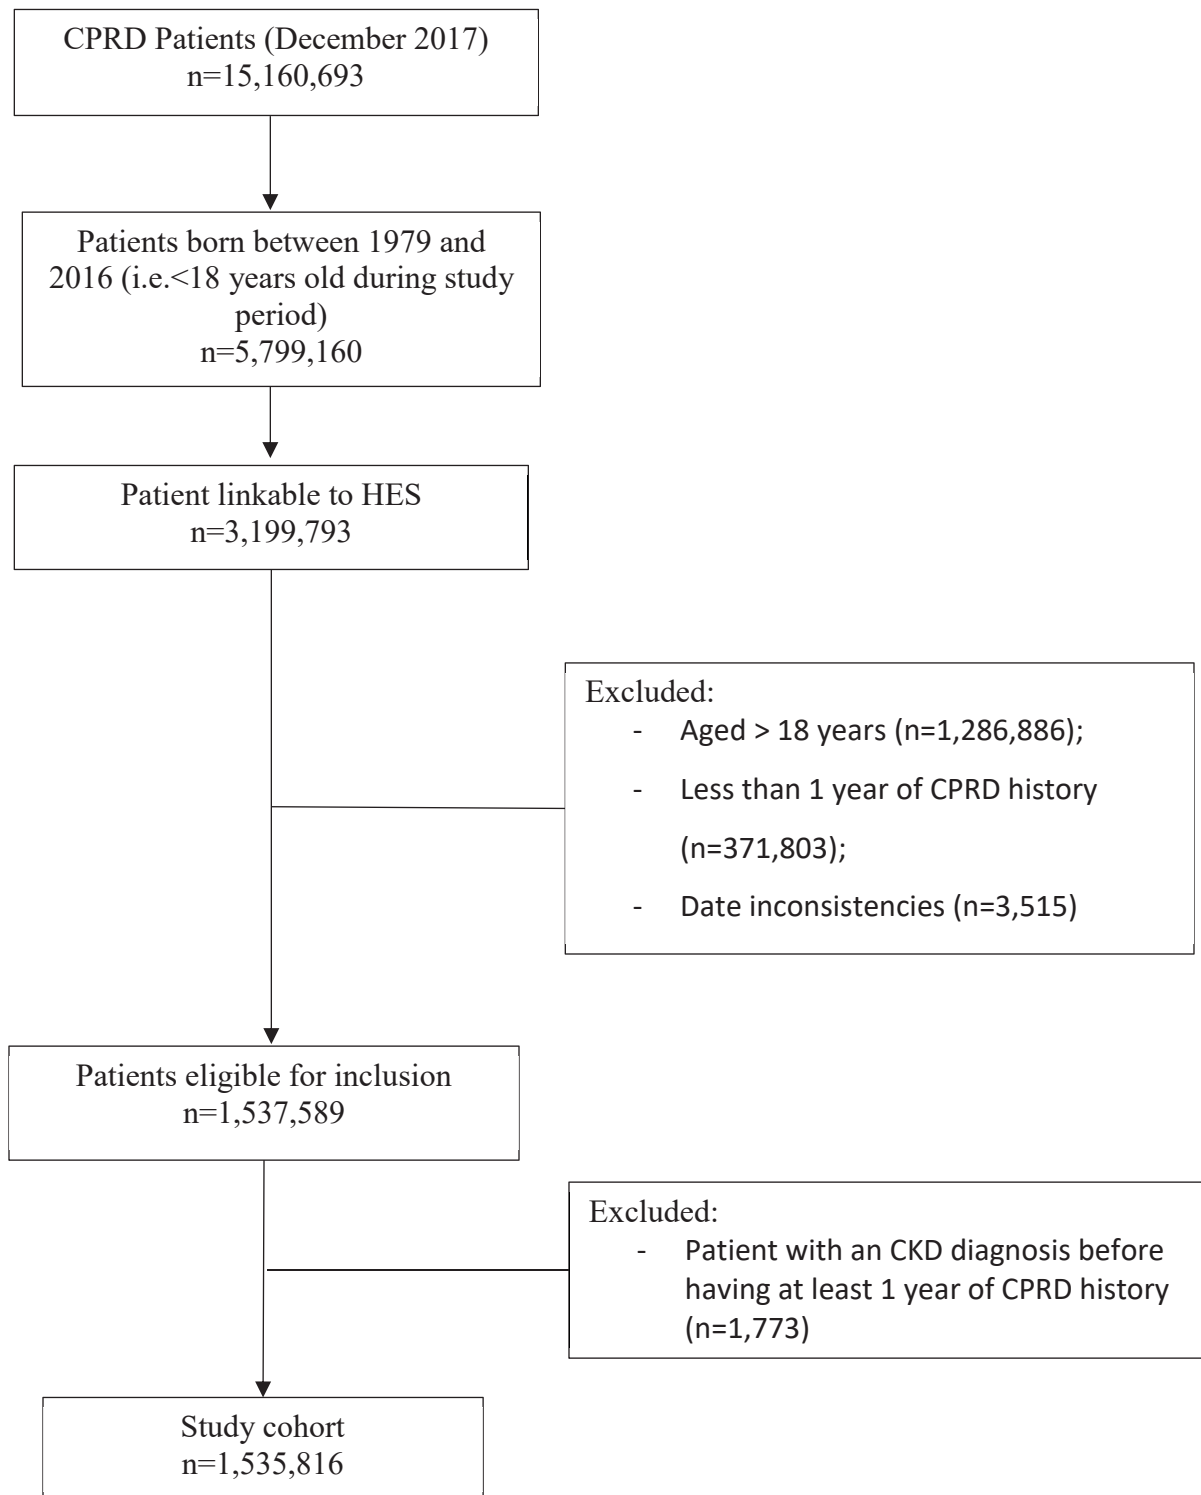 CPRD Patients (December 2017)
n=15,160,693
Patients born between 1979 and
2016 (i.e.<18 years old during study
period)
n=5,799,160
Patient linkable to HES
n=3,199,793
Excluded:
- Aged > 18 years (n=1,286,886);
- Less than 1 year of CPRD history
(n=371,803);
- Date inconsistencies (n=3,515)
Patients eligible for inclusion
n=1,537,589
Excluded:
- Patient with an CKD diagnosis before
having at least 1 year of CPRD history
(n=1,773)
Study cohort
n=1,535,816